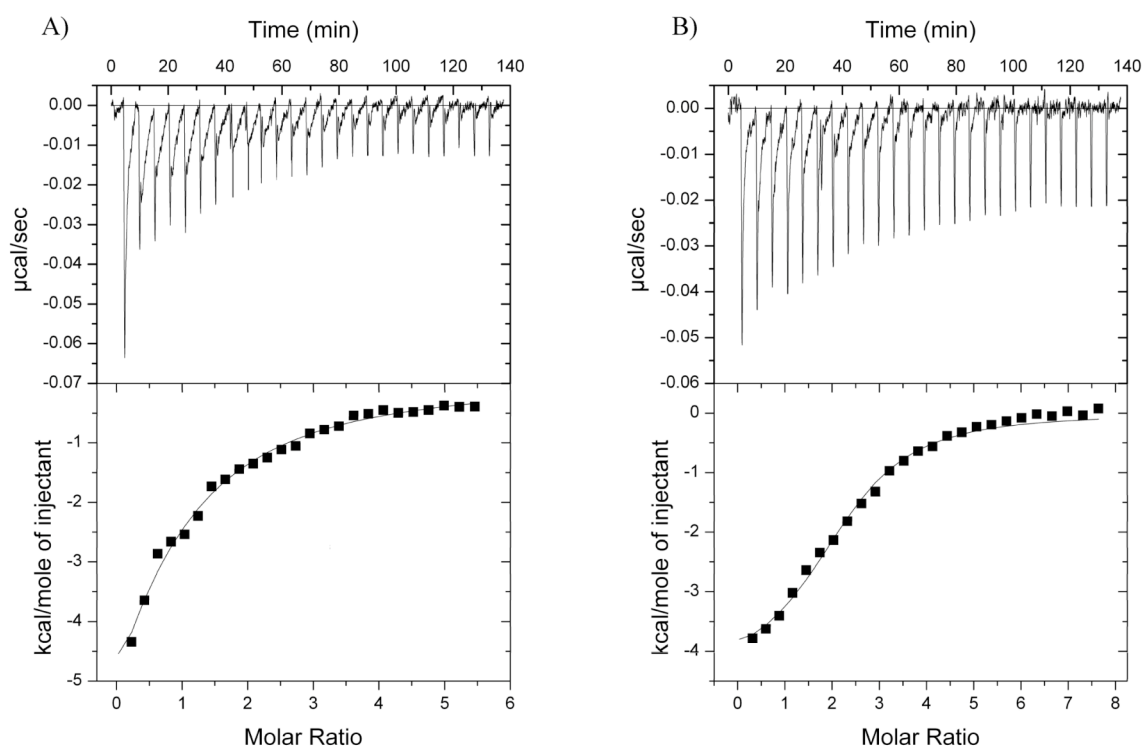 A)
Time (min)
0 20 40 60 80 100 120 140
0.00
-0.01
-0.02
-0.03
-0.04
-0.05
-0.06
-0.07
µcal/sec
-1
-2
-3
-4
-5
kcal/mole of injectant
0 1 2 3 4 5 6
Molar Ratio
B)
Time (min)
0 20 40 60 80 100 120 140
0.00
-0.01
-0.02
-0.03
-0.04
-0.05
-0.06
µcal/sec
0
-1
-2
-3
-4
kcal/mole of injectant
0 1 2 3 4 5 6 7 8
Molar Ratio